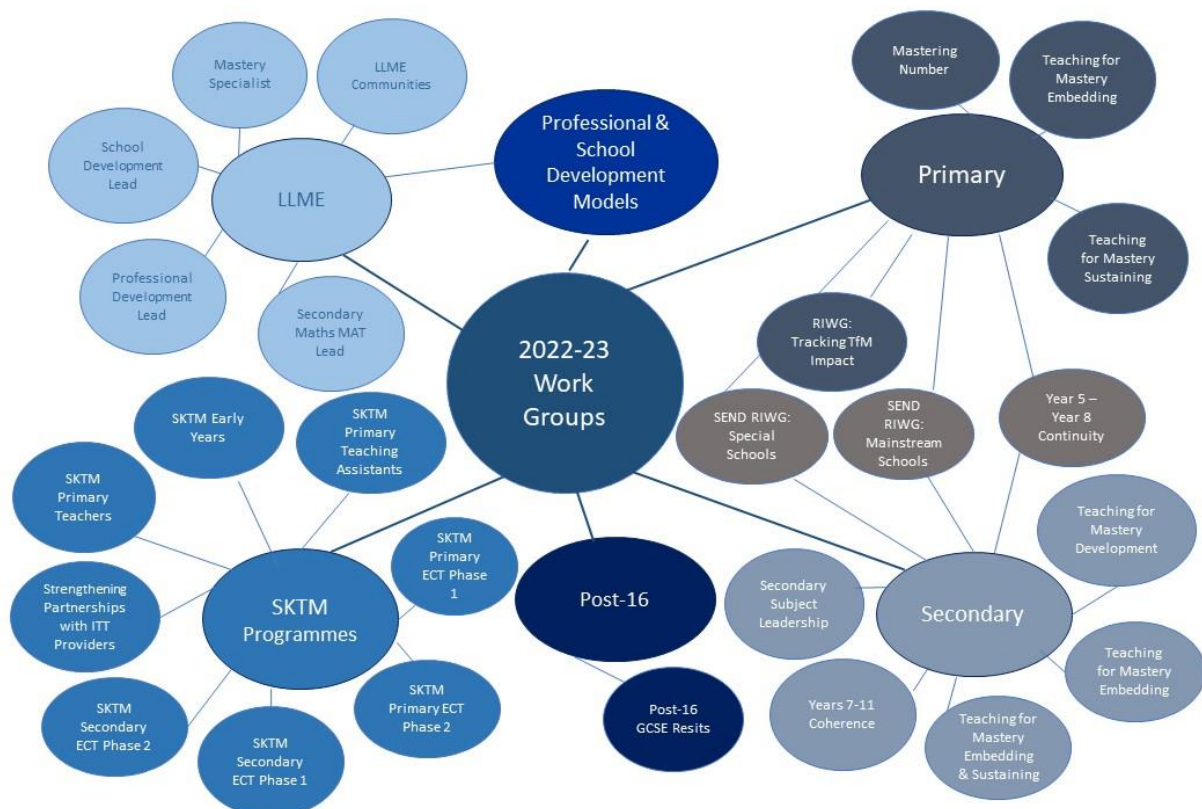 Mastery
Specialist
LLME
Communities
School
Development
Lead
LLME
Professional
Development
Lead
Secondary
Maths MAT
Lead
Professional &
School
Development
Models
Mastering
Number
Teaching for
Mastery
Embedding
Primary
Teaching
for Mastery
Sustaining
RIWG:
Tracking TfM
Impact
2022-23
Work
Groups
SEND RIWG:
Special
Schools
SEND
RIWG:
Mainstream
Schools
Year 5 –
Year 8
Continuity
SKTM Early
Years
SKTM
Primary
Teaching
Assistants
SKTM
Primary
Teachers
SKTM
Primary
ECT Phase
1
Strengthening
Partnerships
with ITT
Providers
SKTM
Programmes
SKTM
Secondary
ECT Phase 2
SKTM
Secondary
ECT Phase 1
SKTM
Primary ECT
Phase 2
Post-16
Post-16
GCSE Resits
Secondary
Subject
Leadership
Secondary
Teaching for
Mastery
Development
Teaching
for Mastery
Embedding
Years 7-11
Coherence
Teaching for
Mastery
Embedding
& Sustaining